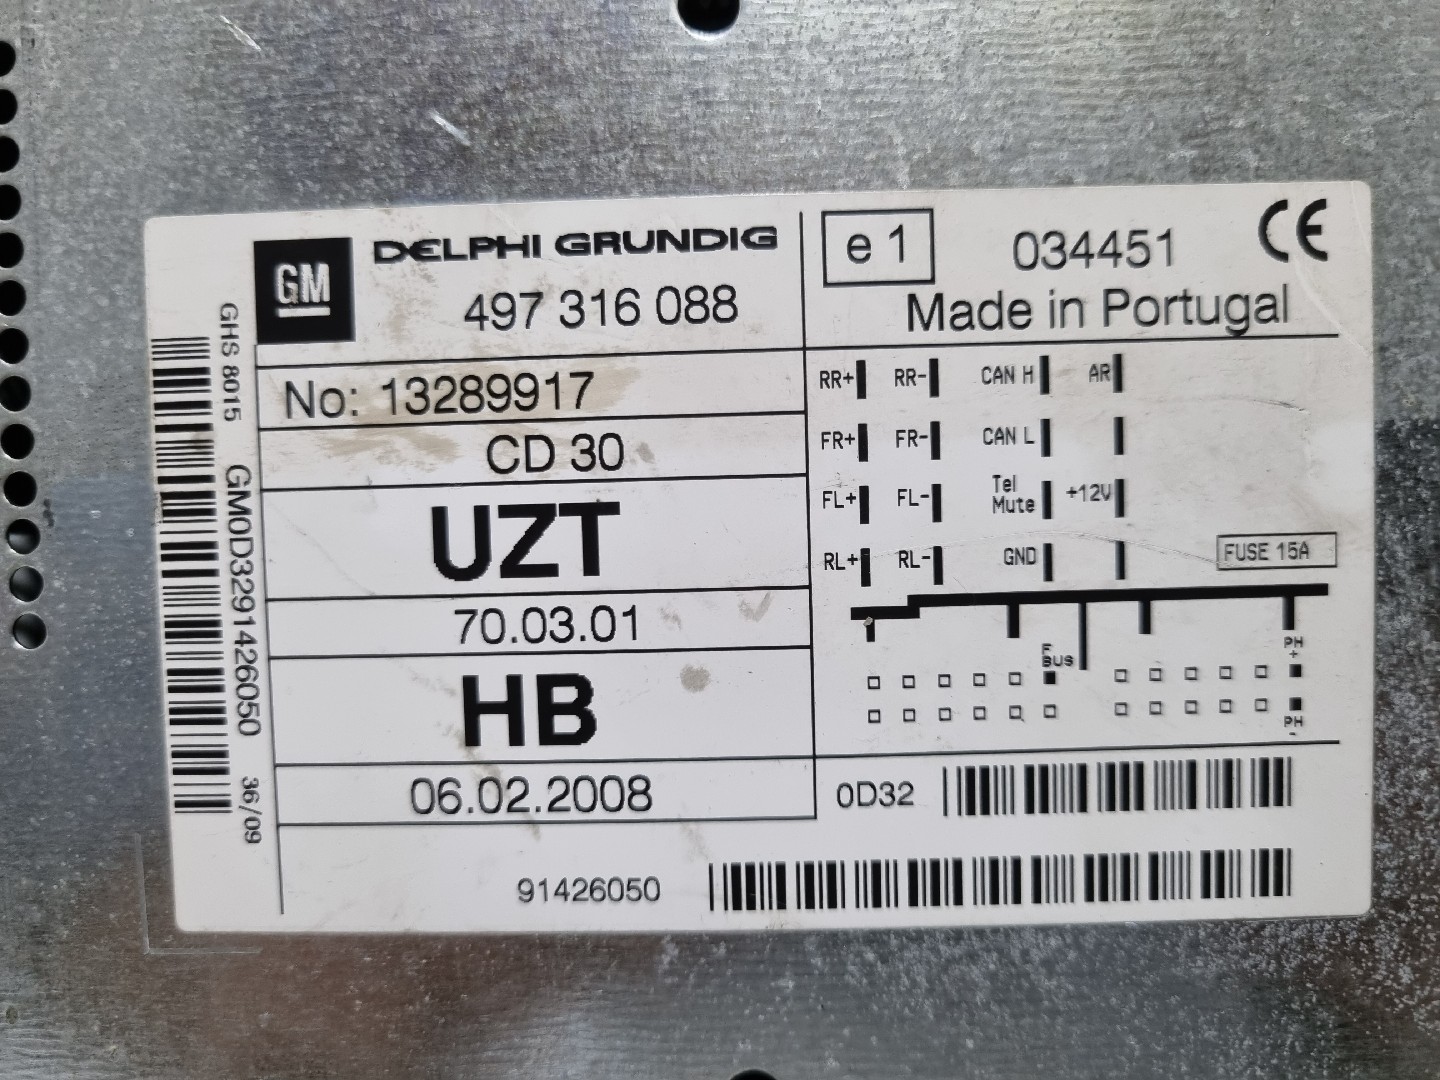 GM
DELPHI GRUNDIG
497 316 088
No: 13289917
CD 30
UZT
70.03.01
HB
06.02.2008
91426050
GHS 8015
GM0D3291426050
36/09
e1
034451
CE
Made in Portugal
RR+ RR- CAN H AR
FR+ FR- CAN L
FL+ FL- Tel Mute +12V
RL+ RL- GND
FUSE 15A
F BUS
PH +
PH -
0D32